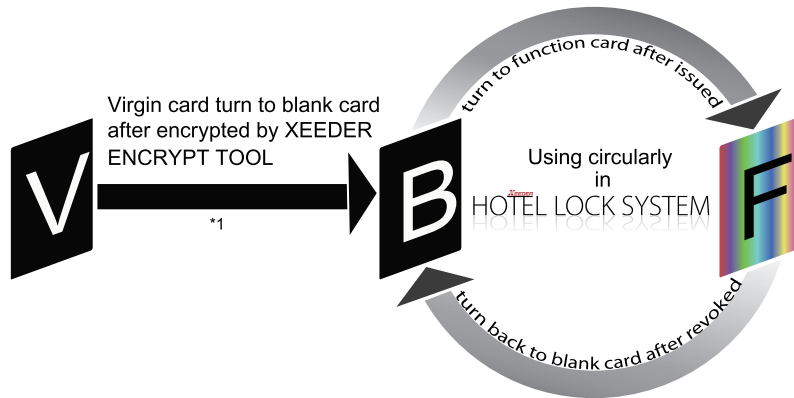 turn to function card after issued
Virgin card turn to blank card
after encrypted by XEEDER
ENCRYPT TOOL
V
*1
B
Using circularly
in
XEEDER
HOTEL LOCK SYSTEM
F
turn back to blank card after revoked